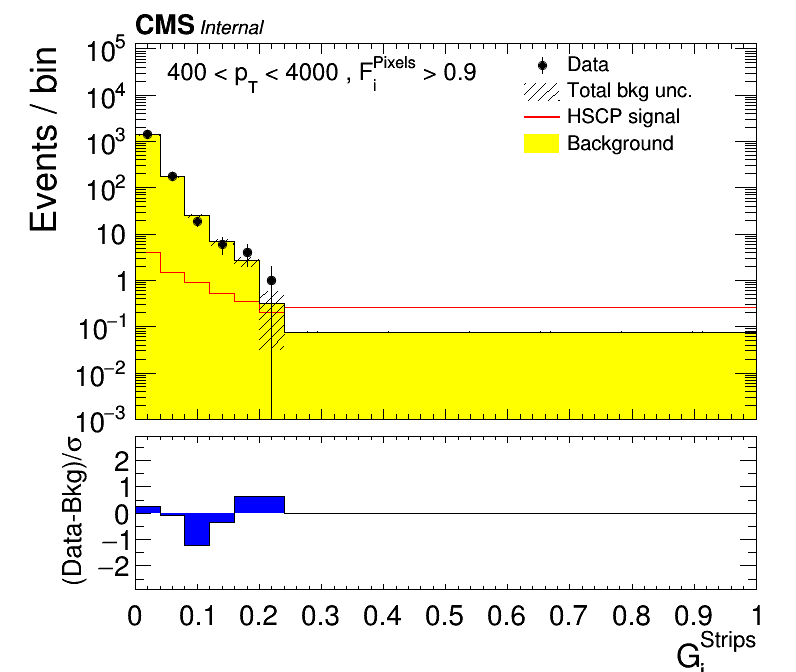 CMS Internal
400 < p_T < 4000 , F_i^Pixels > 0.9
Data
Total bkg unc.
HSCP signal
Background
Events / bin
10^5
10^4
10^3
10^2
10
1
10^−1
10^−2
10^−3
(Data-Bkg)/σ
2
1
0
−1
−2
0 0.1 0.2 0.3 0.4 0.5 0.6 0.7 0.8 0.9 1
G_i^Strips